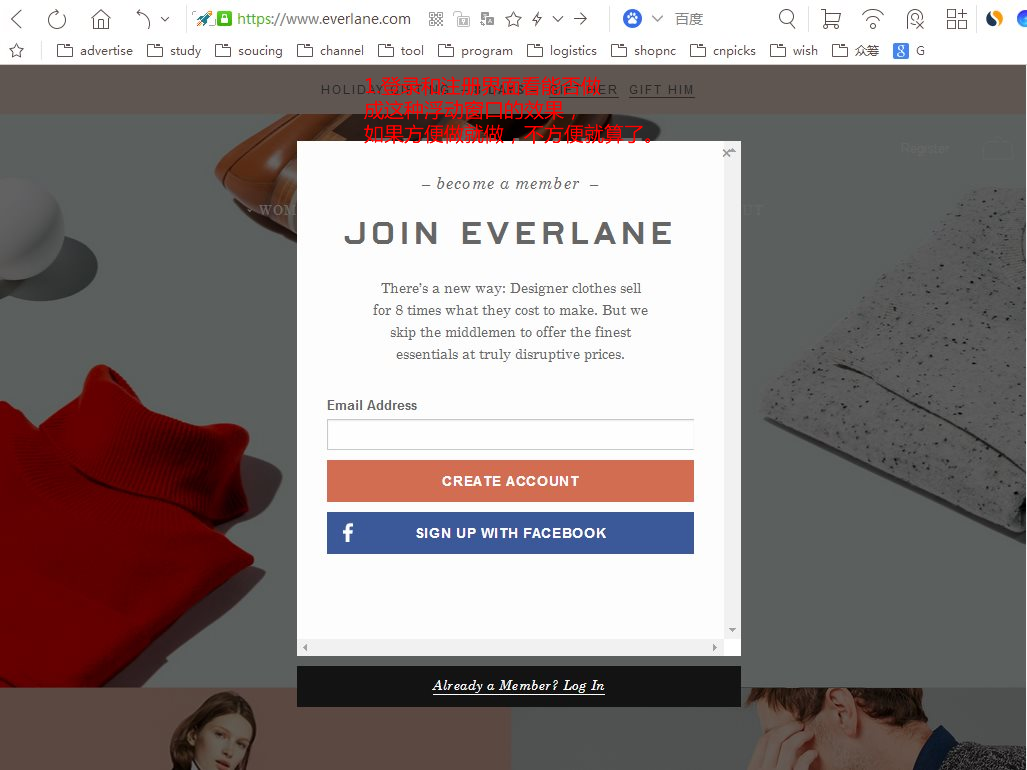 https://www.everlane.com
百度
advertise study soucing channel tool program logistics shopnc cnpicks wish 众筹 G
HOLIDAY GIFTING GIFT HER GIFT HIM
1.登录和注册界面看能否做
成这种浮动窗口的效果，
如果方便做就做，不方便就算了。
Register
– become a member –
JOIN EVERLANE
There's a new way: Designer clothes sell
for 8 times what they cost to make. But we
skip the middlemen to offer the finest
essentials at truly disruptive prices.
Email Address
CREATE ACCOUNT
f SIGN UP WITH FACEBOOK
Already a Member? Log In